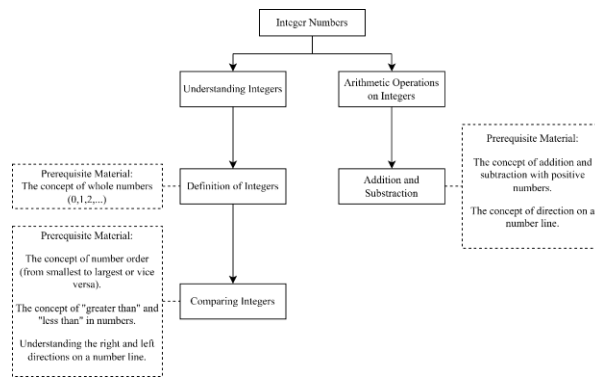 Integer Numbers
Understanding Integers
Arithmetic Operations
on Integers
Prerequisite Material:
The concept of addition and
subtraction with positive
numbers.
The concept of direction on a
number line.
Prerequisite Material:
The concept of whole numbers
(0,1,2,...)
Definition of Integers
Addition and
Substraction
Prerequisite Material:
The concept of number order
(from smallest to largest or vice
versa).
The concept of "greater than" and
"less than" in numbers.
Understanding the right and left
directions on a number line.
Comparing Integers